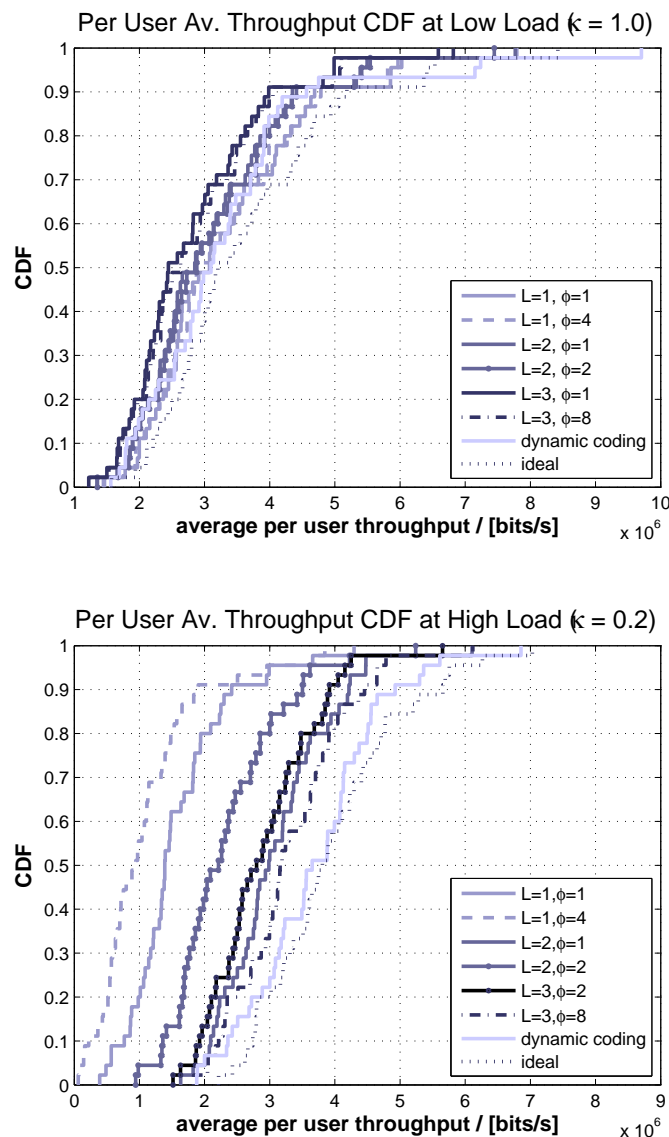 Per User Av. Throughput CDF at Low Load (κ = 1.0)
1
0.9
0.8
0.7
0.6
0.5
0.4
0.3
0.2
0.1
0
CDF
L=1, φ=1
L=1, φ=4
L=2, φ=1
L=2, φ=2
L=3, φ=1
L=3, φ=8
dynamic coding
ideal
1 2 3 4 5 6 7 8 9 10
average per user throughput / [bits/s]
x 10^6
Per User Av. Throughput CDF at High Load (κ = 0.2)
1
0.9
0.8
0.7
0.6
0.5
0.4
0.3
0.2
0.1
0
CDF
L=1,φ=1
L=1,φ=4
L=2,φ=1
L=2,φ=2
L=3,φ=2
L=3,φ=8
dynamic coding
ideal
0 1 2 3 4 5 6 7 8 9
average per user throughput / [bits/s]
x 10^6